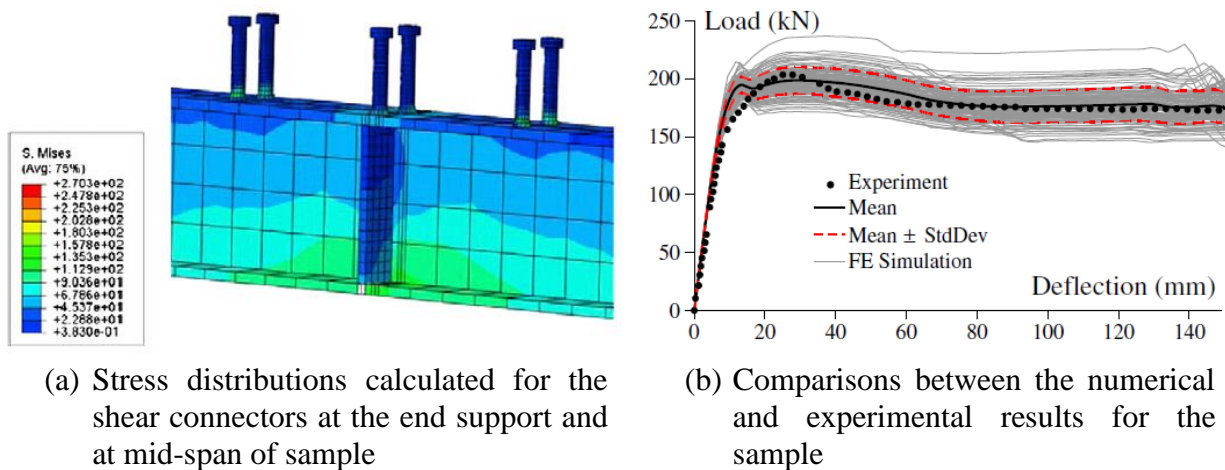 S. Mises
(Avg: 75%)
+2.703e+02
+2.478e+02
+2.253e+02
+2.028e+02
+1.803e+02
+1.578e+02
+1.353e+02
+1.129e+02
+9.036e+01
+6.786e+01
+4.537e+01
+2.288e+01
+3.830e-01
(a) Stress distributions calculated for the
shear connectors at the end support and
at mid-span of sample
Load (kN)
250
200
150
100
50
0
Experiment
Mean
Mean ± StdDev
FE Simulation
Deflection (mm)
0 20 40 60 80 100 120 140
(b) Comparisons between the numerical
and experimental results for the
sample